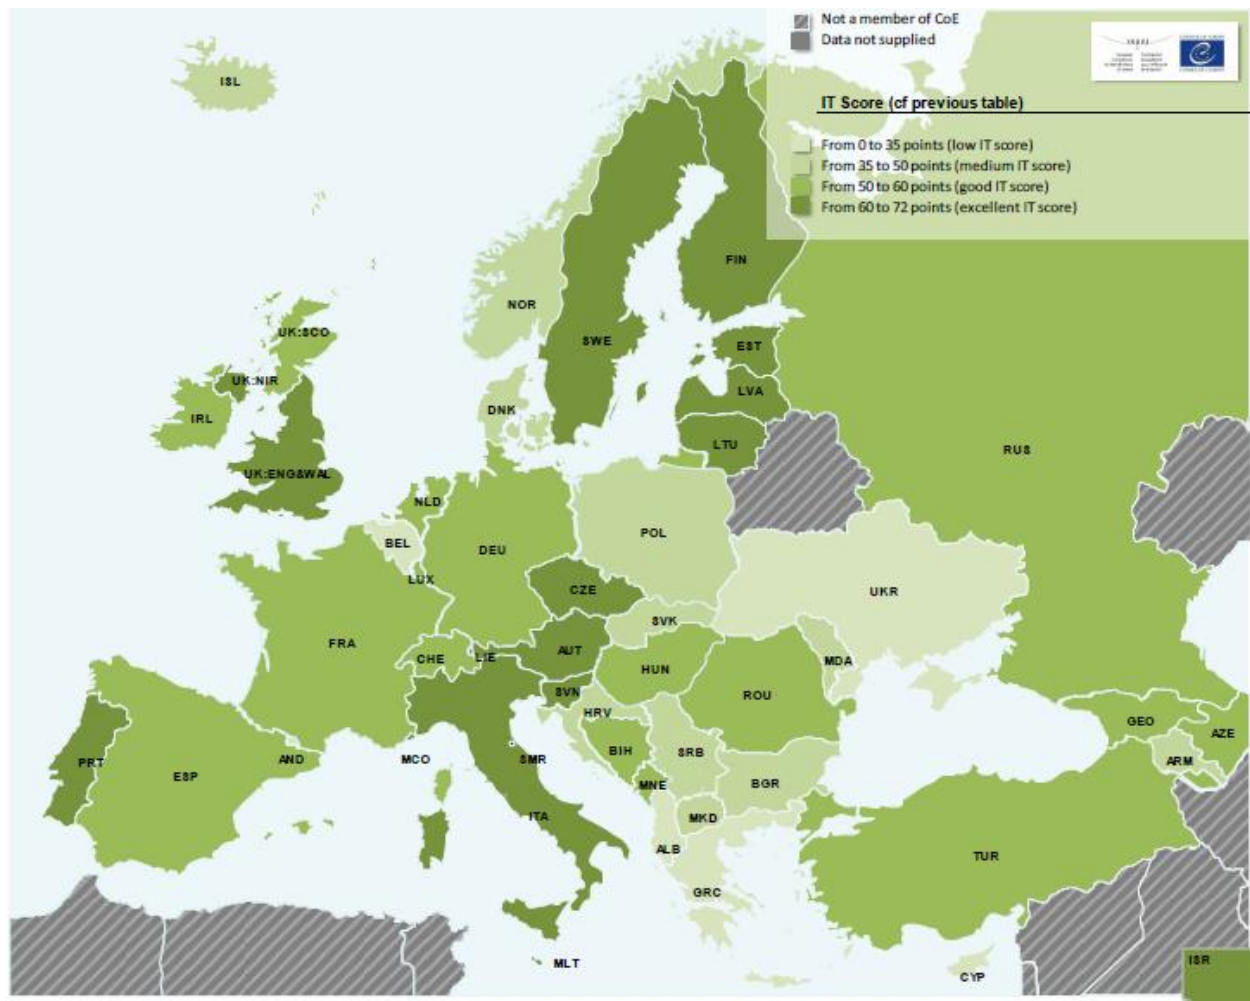 Not a member of CoE
Data not supplied
IT Score (cf previous table)
From 0 to 35 points (low IT score)
From 35 to 50 points (medium IT score)
From 50 to 60 points (good IT score)
From 60 to 72 points (excellent IT score)
ISL
FIN
NOR
UK:SCO
SWE
EST
UK:NIR
LVA
DNK
IRL
LTU
RUS
UK:ENG&WAL
NLD
POL
BEL
DEU
LUX
CZE
UKR
SVK
FRA
AUT
CHE
LIE
MDA
HUN
SVN
ROU
HRV
GEO
AZE
BIH
SRB
PRT
AND
MCO
SMR
ARM
ESP
MNE
BGR
ITA
MKD
ALB
TUR
GRC
ISR
MLT
CYP